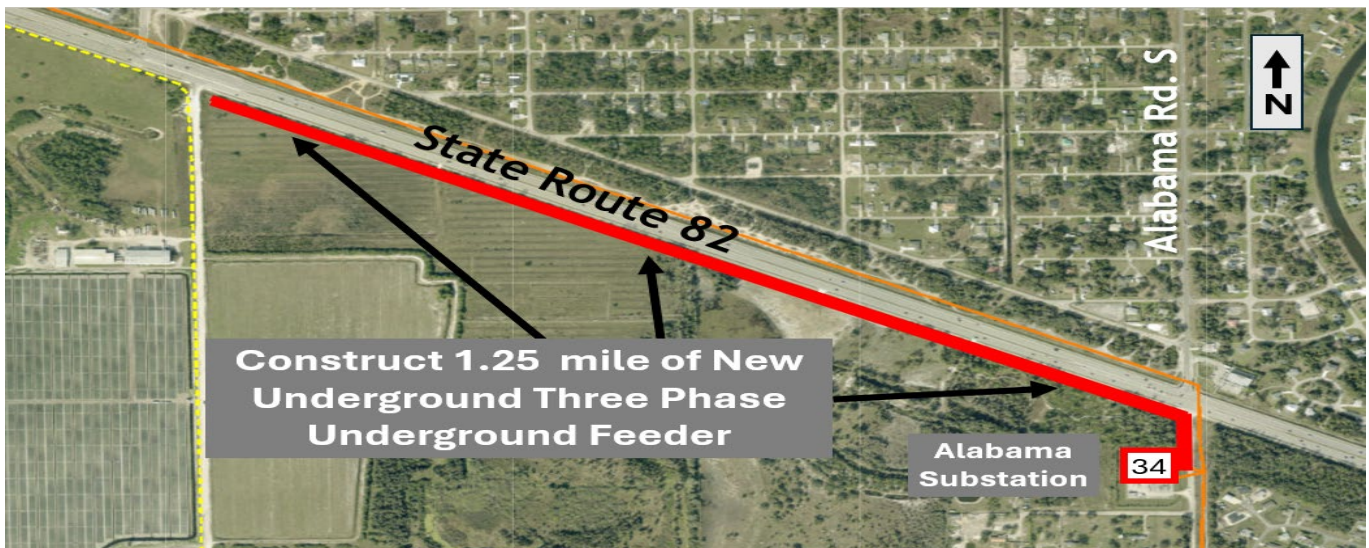 State Route 82
Alabama Rd. S
N
Construct 1.25 mile of New
Underground Three Phase
Underground Feeder
Alabama
Substation
34